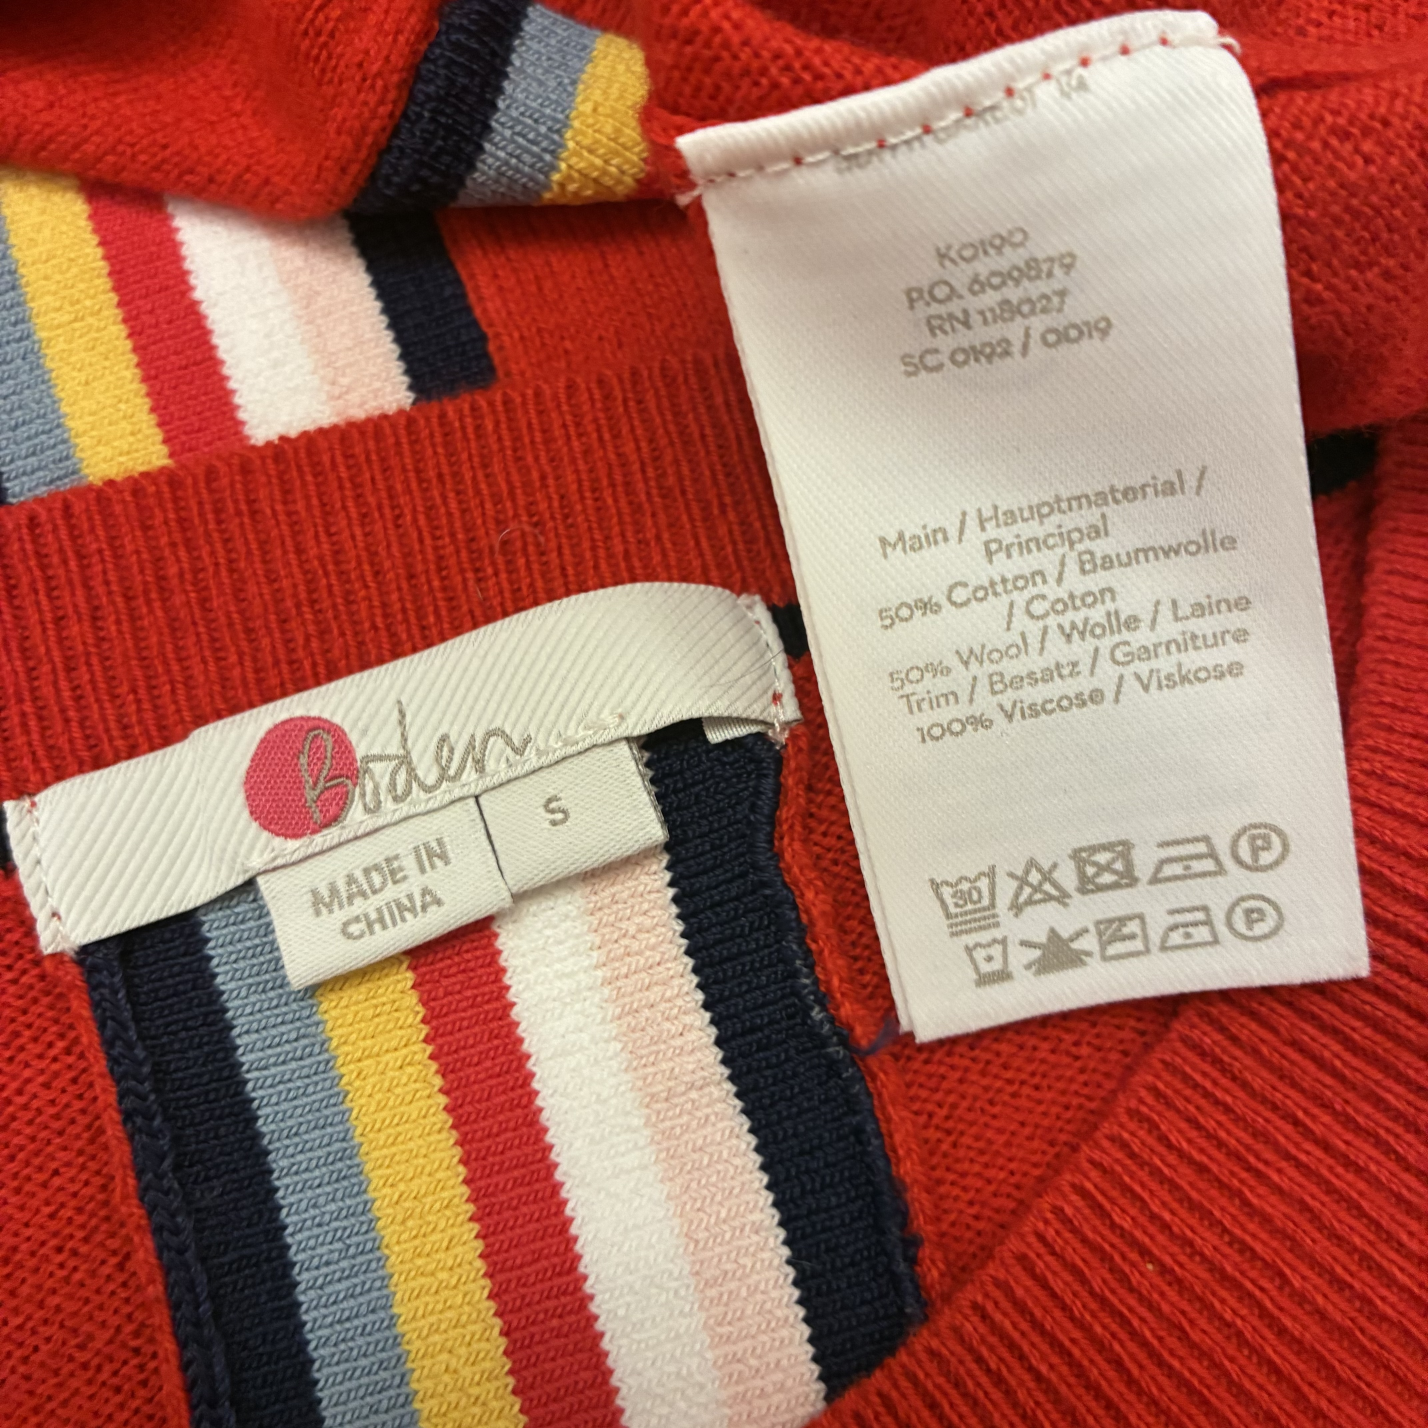 K0190
P.O. 609879
RN 118027
SC 0192 / 0019
Main / Hauptmaterial /
Principal
50% Cotton / Baumwolle
/ Coton
50% Wool / Wolle / Laine
Trim / Besatz / Garniture
100% Viscose / Viskose
30
P
P
Boden
S
MADE IN
CHINA